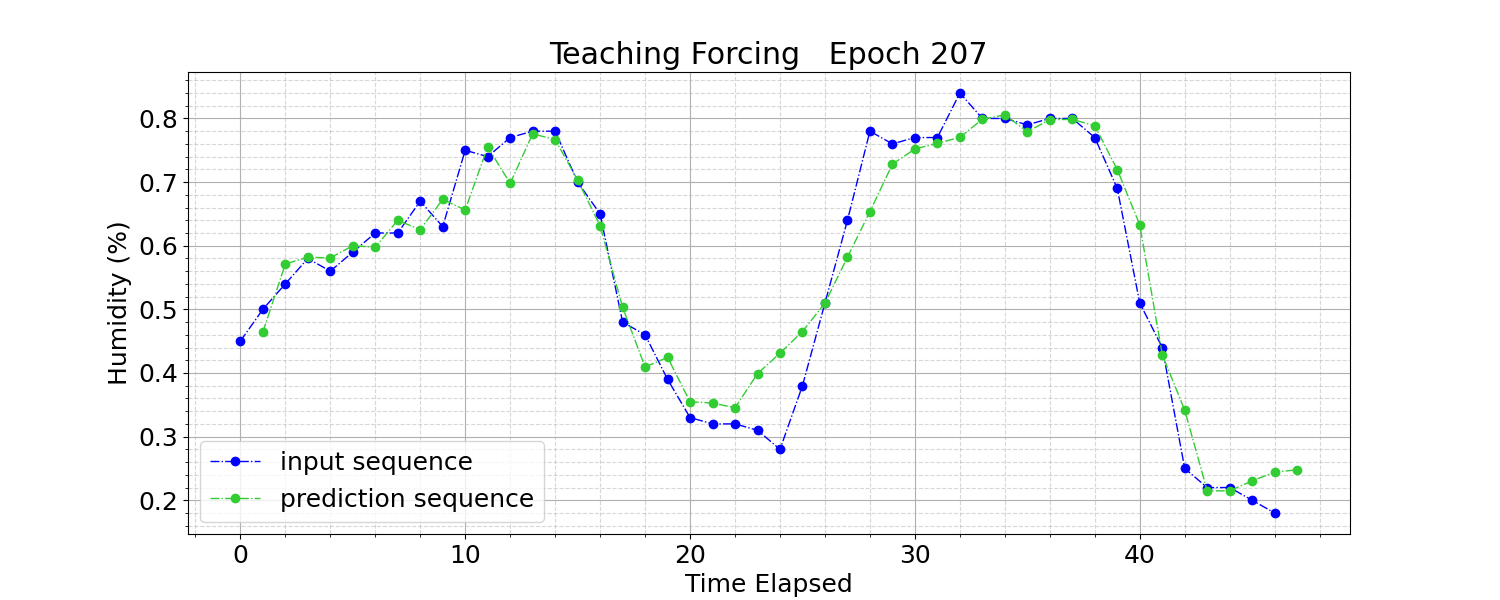 Teaching Forcing   Epoch 207
Humidity (%)
0.8
0.7
0.6
0.5
0.4
0.3
0.2
input sequence
prediction sequence
0 10 20 30 40
Time Elapsed